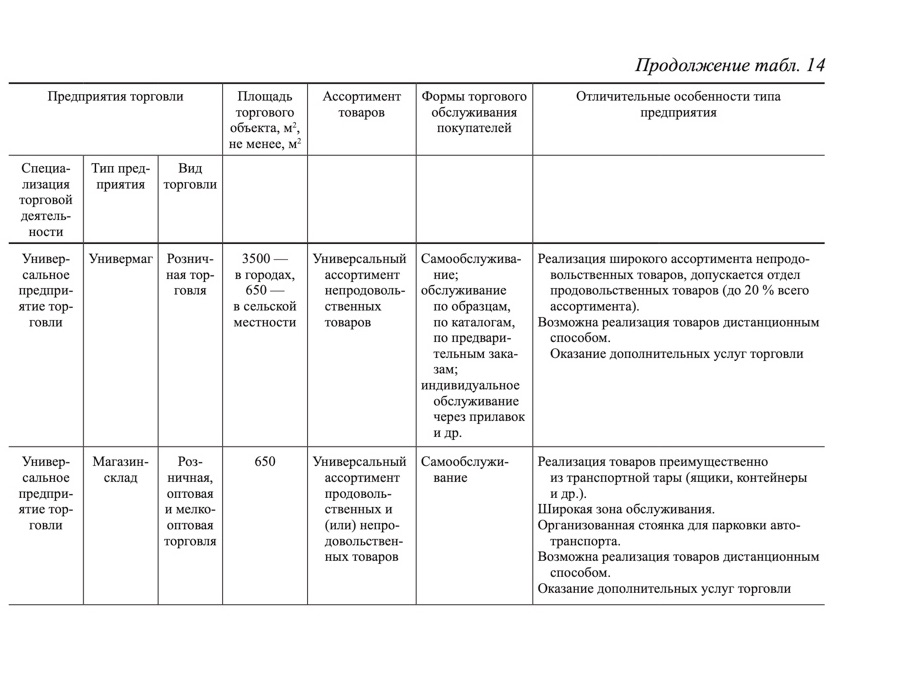 Продолжение табл. 14
Предприятия торговли
Площадь
торгового
объекта, м²,
не менее, м²
Ассортимент
товаров
Формы торгового
обслуживания
покупателей
Отличительные особенности типа
предприятия
Специа-
лизация
торговой
деятель-
ности
Тип пред-
приятия
Вид
торговли
Универ-
сальное
предпри-
ятие тор-
говли
Универмаг
Рознич-
ная тор-
говля
3500 —
в городах,
650 —
в сельской
местности
Универсальный
ассортимент
непродоволь-
ственных
товаров
Самообслужива-
ние;
обслуживание
по образцам,
по каталогам,
по предвари-
тельным зака-
зам;
индивидуальное
обслуживание
через прилавок
и др.
Реализация широкого ассортимента непродо-
вольственных товаров, допускается отдел
продовольственных товаров (до 20 % всего
ассортимента).
Возможна реализация товаров дистанционным
способом.
Оказание дополнительных услуг торговли
Универ-
сальное
предпри-
ятие тор-
говли
Магазин-
склад
Роз-
ничная,
оптовая
и мелко-
оптовая
торговля
650
Универсальный
ассортимент
продоволь-
ственных и
(или) непро-
довольствен-
ных товаров
Самообслужи-
вание
Реализация товаров преимущественно
из транспортной тары (ящики, контейнеры
и др.).
Широкая зона обслуживания.
Организованная стоянка для парковки авто-
транспорта.
Возможна реализация товаров дистанционным
способом.
Оказание дополнительных услуг торговли